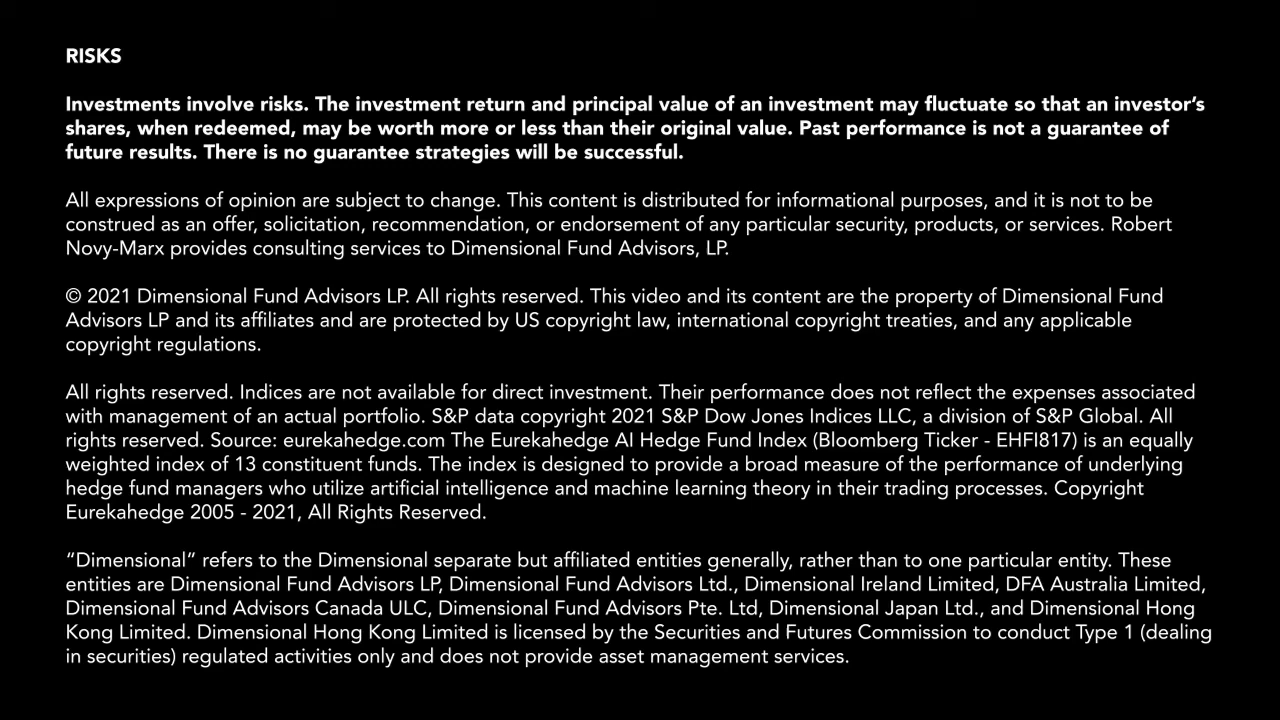 RISKS
Investments involve risks. The investment return and principal value of an investment may fluctuate so that an investor’s
shares, when redeemed, may be worth more or less than their original value. Past performance is not a guarantee of
future results. There is no guarantee strategies will be successful.
All expressions of opinion are subject to change. This content is distributed for informational purposes, and it is not to be
construed as an offer, solicitation, recommendation, or endorsement of any particular security, products, or services. Robert
Novy-Marx provides consulting services to Dimensional Fund Advisors, LP.
© 2021 Dimensional Fund Advisors LP. All rights reserved. This video and its content are the property of Dimensional Fund
Advisors LP and its affiliates and are protected by US copyright law, international copyright treaties, and any applicable
copyright regulations.
All rights reserved. Indices are not available for direct investment. Their performance does not reflect the expenses associated
with management of an actual portfolio. S&P data copyright 2021 S&P Dow Jones Indices LLC, a division of S&P Global. All
rights reserved. Source: eurekahedge.com The Eurekahedge AI Hedge Fund Index (Bloomberg Ticker - EHFI817) is an equally
weighted index of 13 constituent funds. The index is designed to provide a broad measure of the performance of underlying
hedge fund managers who utilize artificial intelligence and machine learning theory in their trading processes. Copyright
Eurekahedge 2005 - 2021, All Rights Reserved.
“Dimensional” refers to the Dimensional separate but affiliated entities generally, rather than to one particular entity. These
entities are Dimensional Fund Advisors LP, Dimensional Fund Advisors Ltd., Dimensional Ireland Limited, DFA Australia Limited,
Dimensional Fund Advisors Canada ULC, Dimensional Fund Advisors Pte. Ltd, Dimensional Japan Ltd., and Dimensional Hong
Kong Limited. Dimensional Hong Kong Limited is licensed by the Securities and Futures Commission to conduct Type 1 (dealing
in securities) regulated activities only and does not provide asset management services.